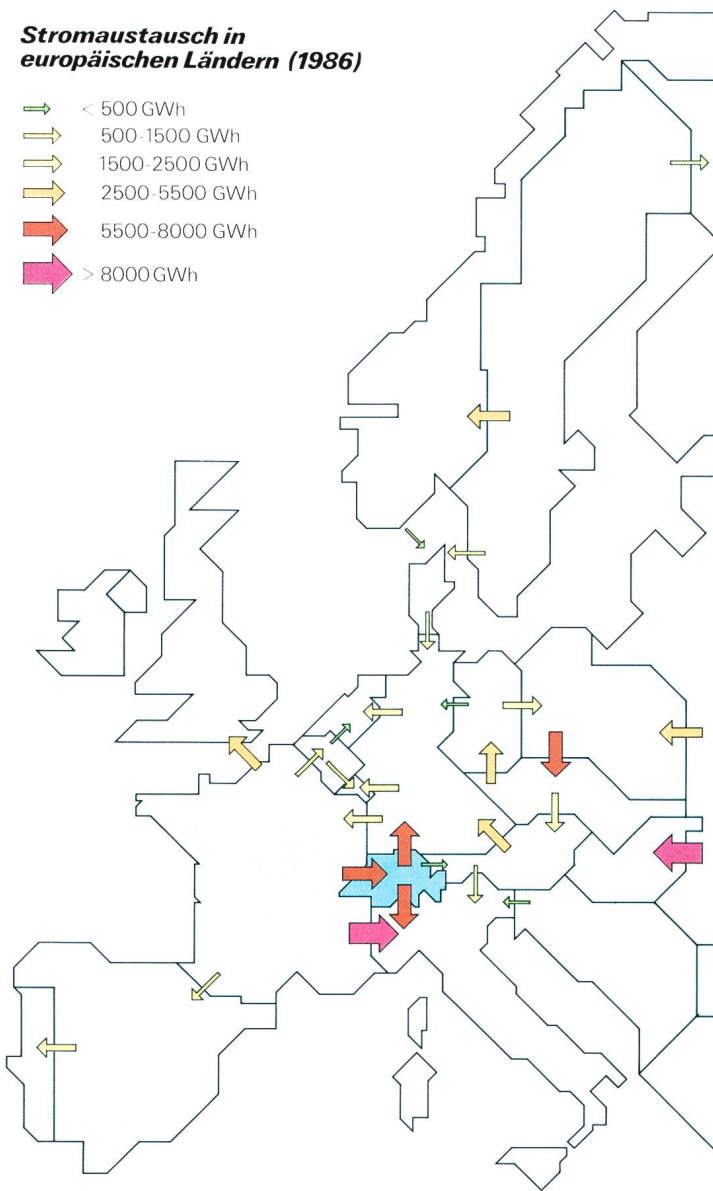 Stromaustausch in
europäischen Ländern (1986)
< 500 GWh
500-1500 GWh
1500-2500 GWh
2500-5500 GWh
5500-8000 GWh
> 8000 GWh